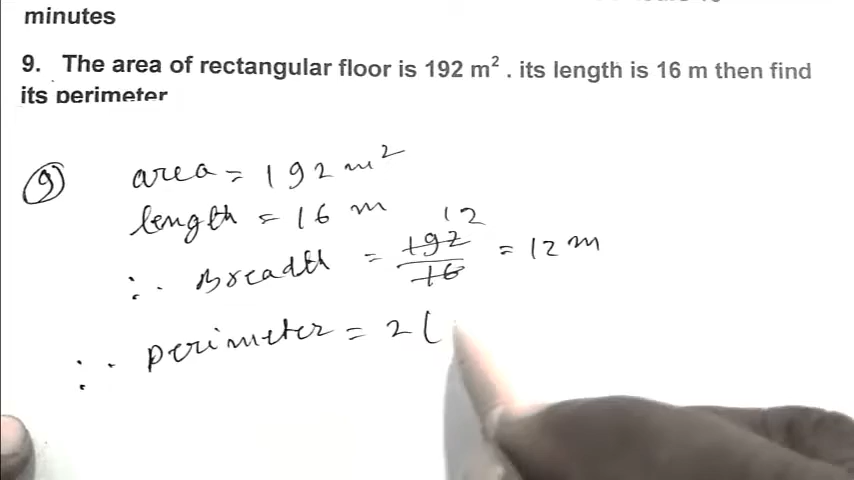 minutes
9. The area of rectangular floor is 192 m² . its length is 16 m then find
its perimeter
9 area = 192 m²
length = 16 m
∴ Breadth = 192/16 12 = 12 m
∴ perimeter = 2 (